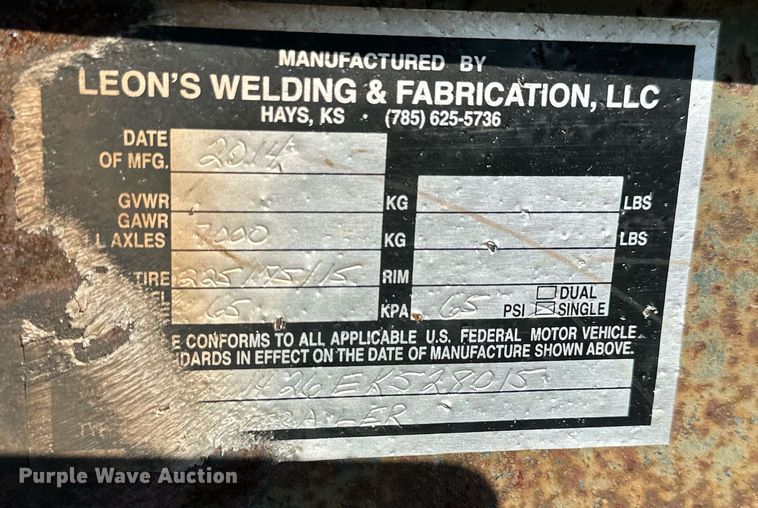 MANUFACTURED BY
LEON'S WELDING & FABRICATION, LLC
HAYS, KS · (785) 625-5736
DATE OF MFG. 2014
GVWR KG LBS
GAWR
L AXLES 7000 KG LBS
TIRE 225/75/15 RIM
65 KPA 65 PSI DUAL SINGLE
E CONFORMS TO ALL APPLICABLE U.S. FEDERAL MOTOR VEHICLE
DARDS IN EFFECT ON THE DATE OF MANUFACTURE SHOWN ABOVE.
26EK528015
Purple Wave Auction